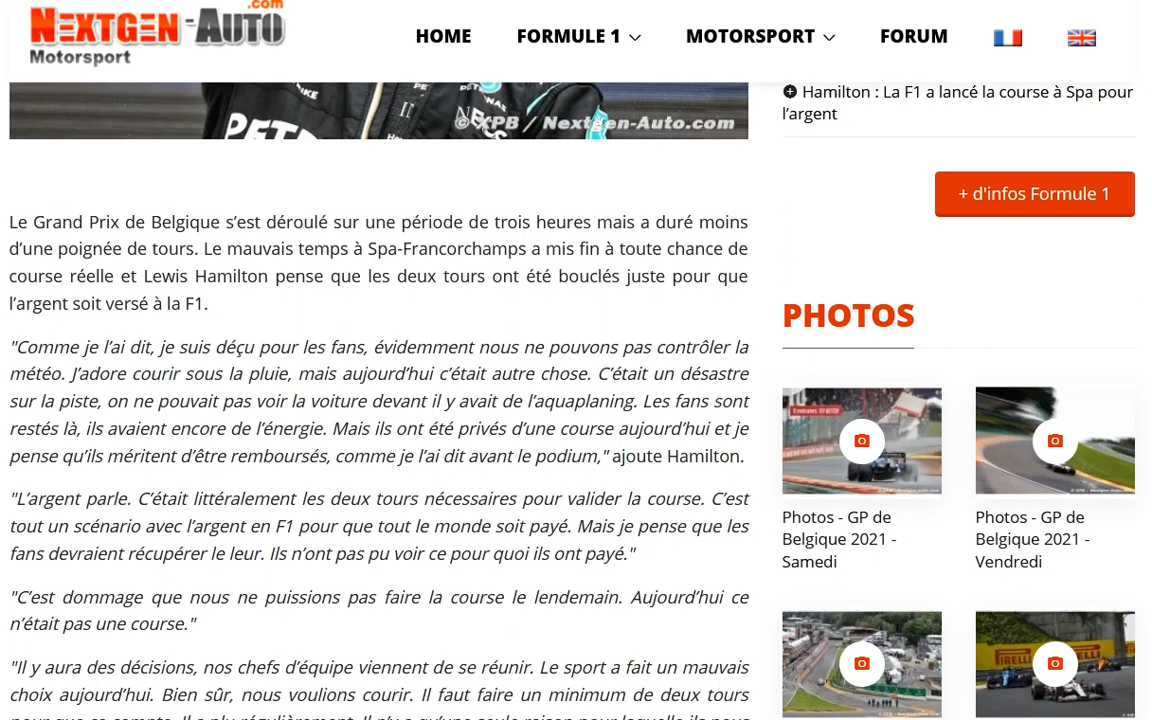 .com
NEXTGEN-AUTO
Motorsport
HOME
FORMULE 1
MOTORSPORT
FORUM
© XPB / NextGen-Auto.com
Hamilton : La F1 a lancé la course à Spa pour
l’argent
+ d'infos Formule 1
Le Grand Prix de Belgique s’est déroulé sur une période de trois heures mais a duré moins
d’une poignée de tours. Le mauvais temps à Spa-Francorchamps a mis fin à toute chance de
course réelle et Lewis Hamilton pense que les deux tours ont été bouclés juste pour que
l’argent soit versé à la F1.
"Comme je l’ai dit, je suis déçu pour les fans, évidemment nous ne pouvons pas contrôler la
météo. J’adore courir sous la pluie, mais aujourd’hui c’était autre chose. C’était un désastre
sur la piste, on ne pouvait pas voir la voiture devant il y avait de l’aquaplaning. Les fans sont
restés là, ils avaient encore de l’énergie. Mais ils ont été privés d’une course aujourd’hui et je
pense qu’ils méritent d’être remboursés, comme je l’ai dit avant le podium," ajoute Hamilton.
"L’argent parle. C’était littéralement les deux tours nécessaires pour valider la course. C’est
tout un scénario avec l’argent en F1 pour que tout le monde soit payé. Mais je pense que les
fans devraient récupérer le leur. Ils n’ont pas pu voir ce pour quoi ils ont payé."
"C’est dommage que nous ne puissions pas faire la course le lendemain. Aujourd’hui ce
n’était pas une course."
"Il y aura des décisions, nos chefs d’équipe viennent de se réunir. Le sport a fait un mauvais
choix aujourd’hui. Bien sûr, nous voulions courir. Il faut faire un minimum de deux tours
PHOTOS
Photos - GP de
Belgique 2021 -
Samedi
Photos - GP de
Belgique 2021 -
Vendredi
PIRELLI